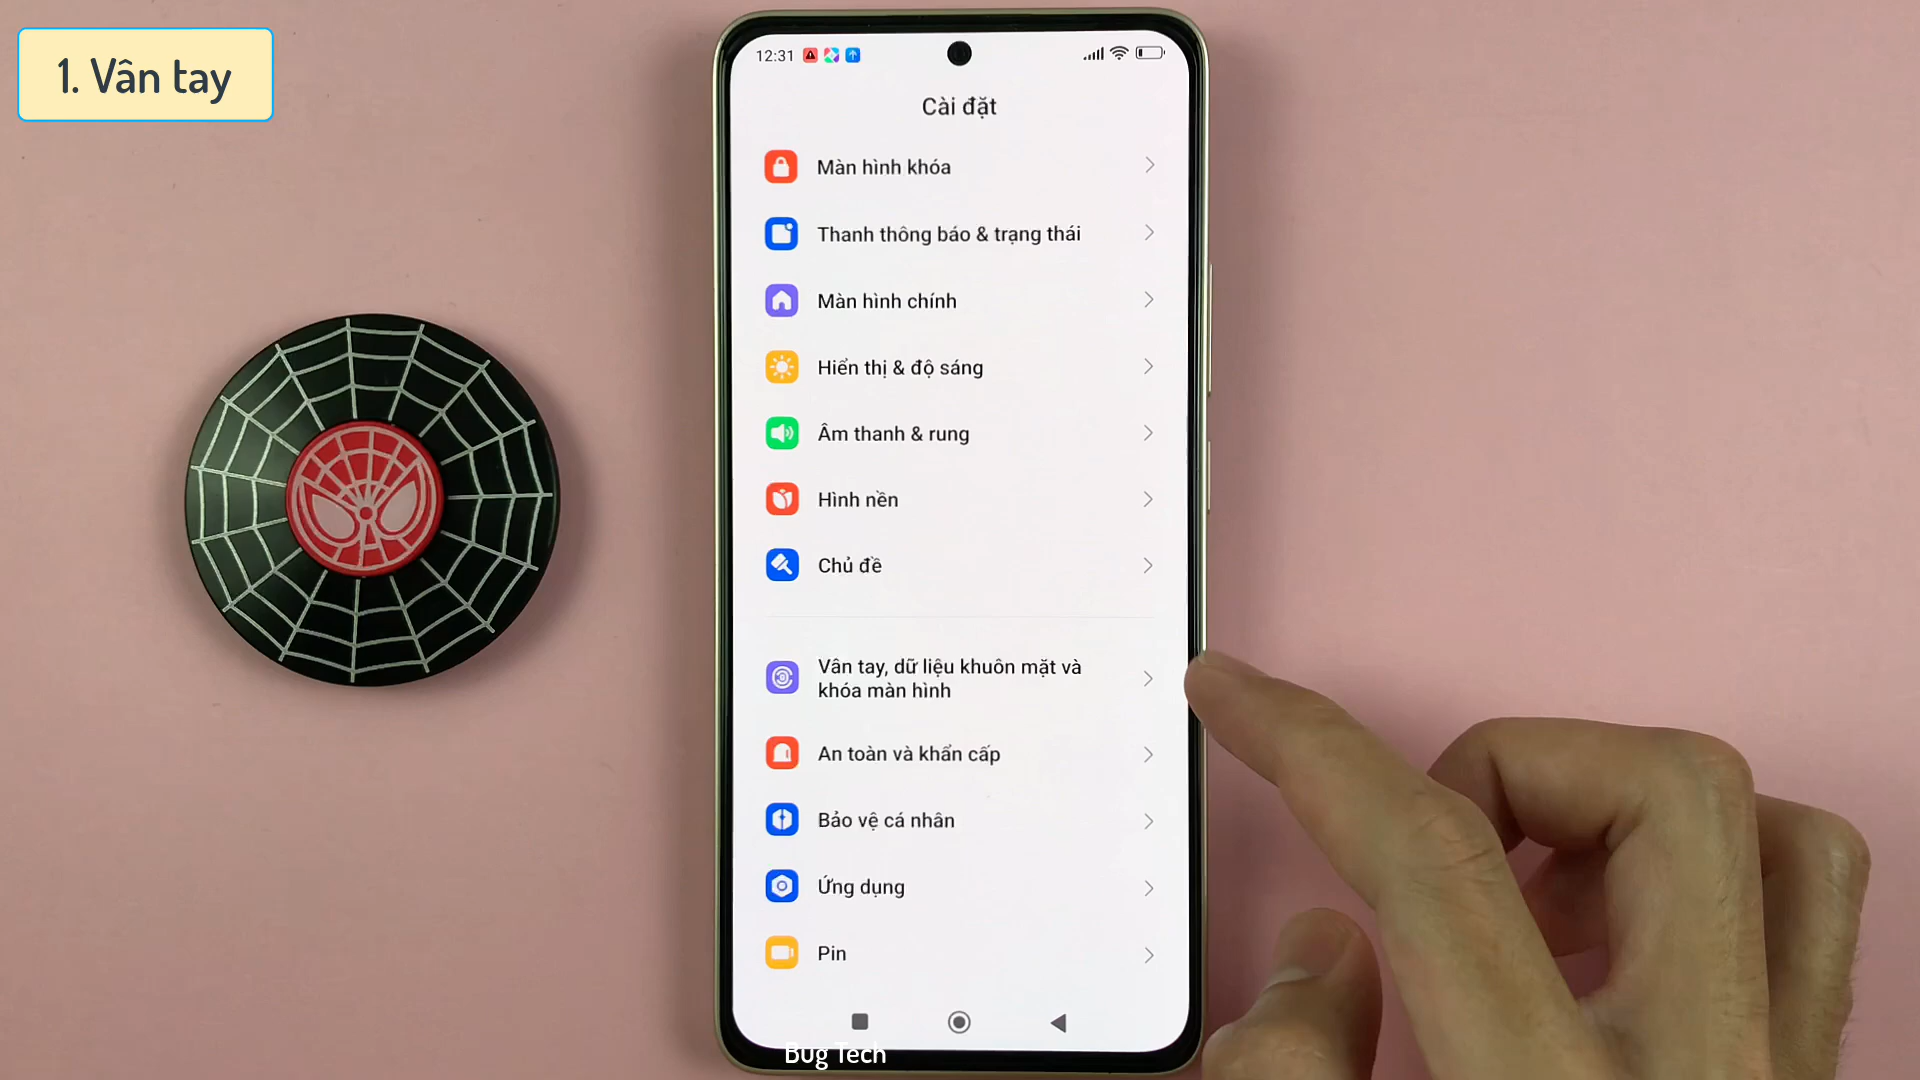 1. Vân tay
12:31
Cài đặt
Màn hình khóa
Thanh thông báo & trạng thái
Màn hình chính
Hiển thị & độ sáng
Âm thanh & rung
Hình nền
Chủ đề
Vân tay, dữ liệu khuôn mặt và
khóa màn hình
An toàn và khẩn cấp
Bảo vệ cá nhân
Ứng dụng
Pin
Bug Tech